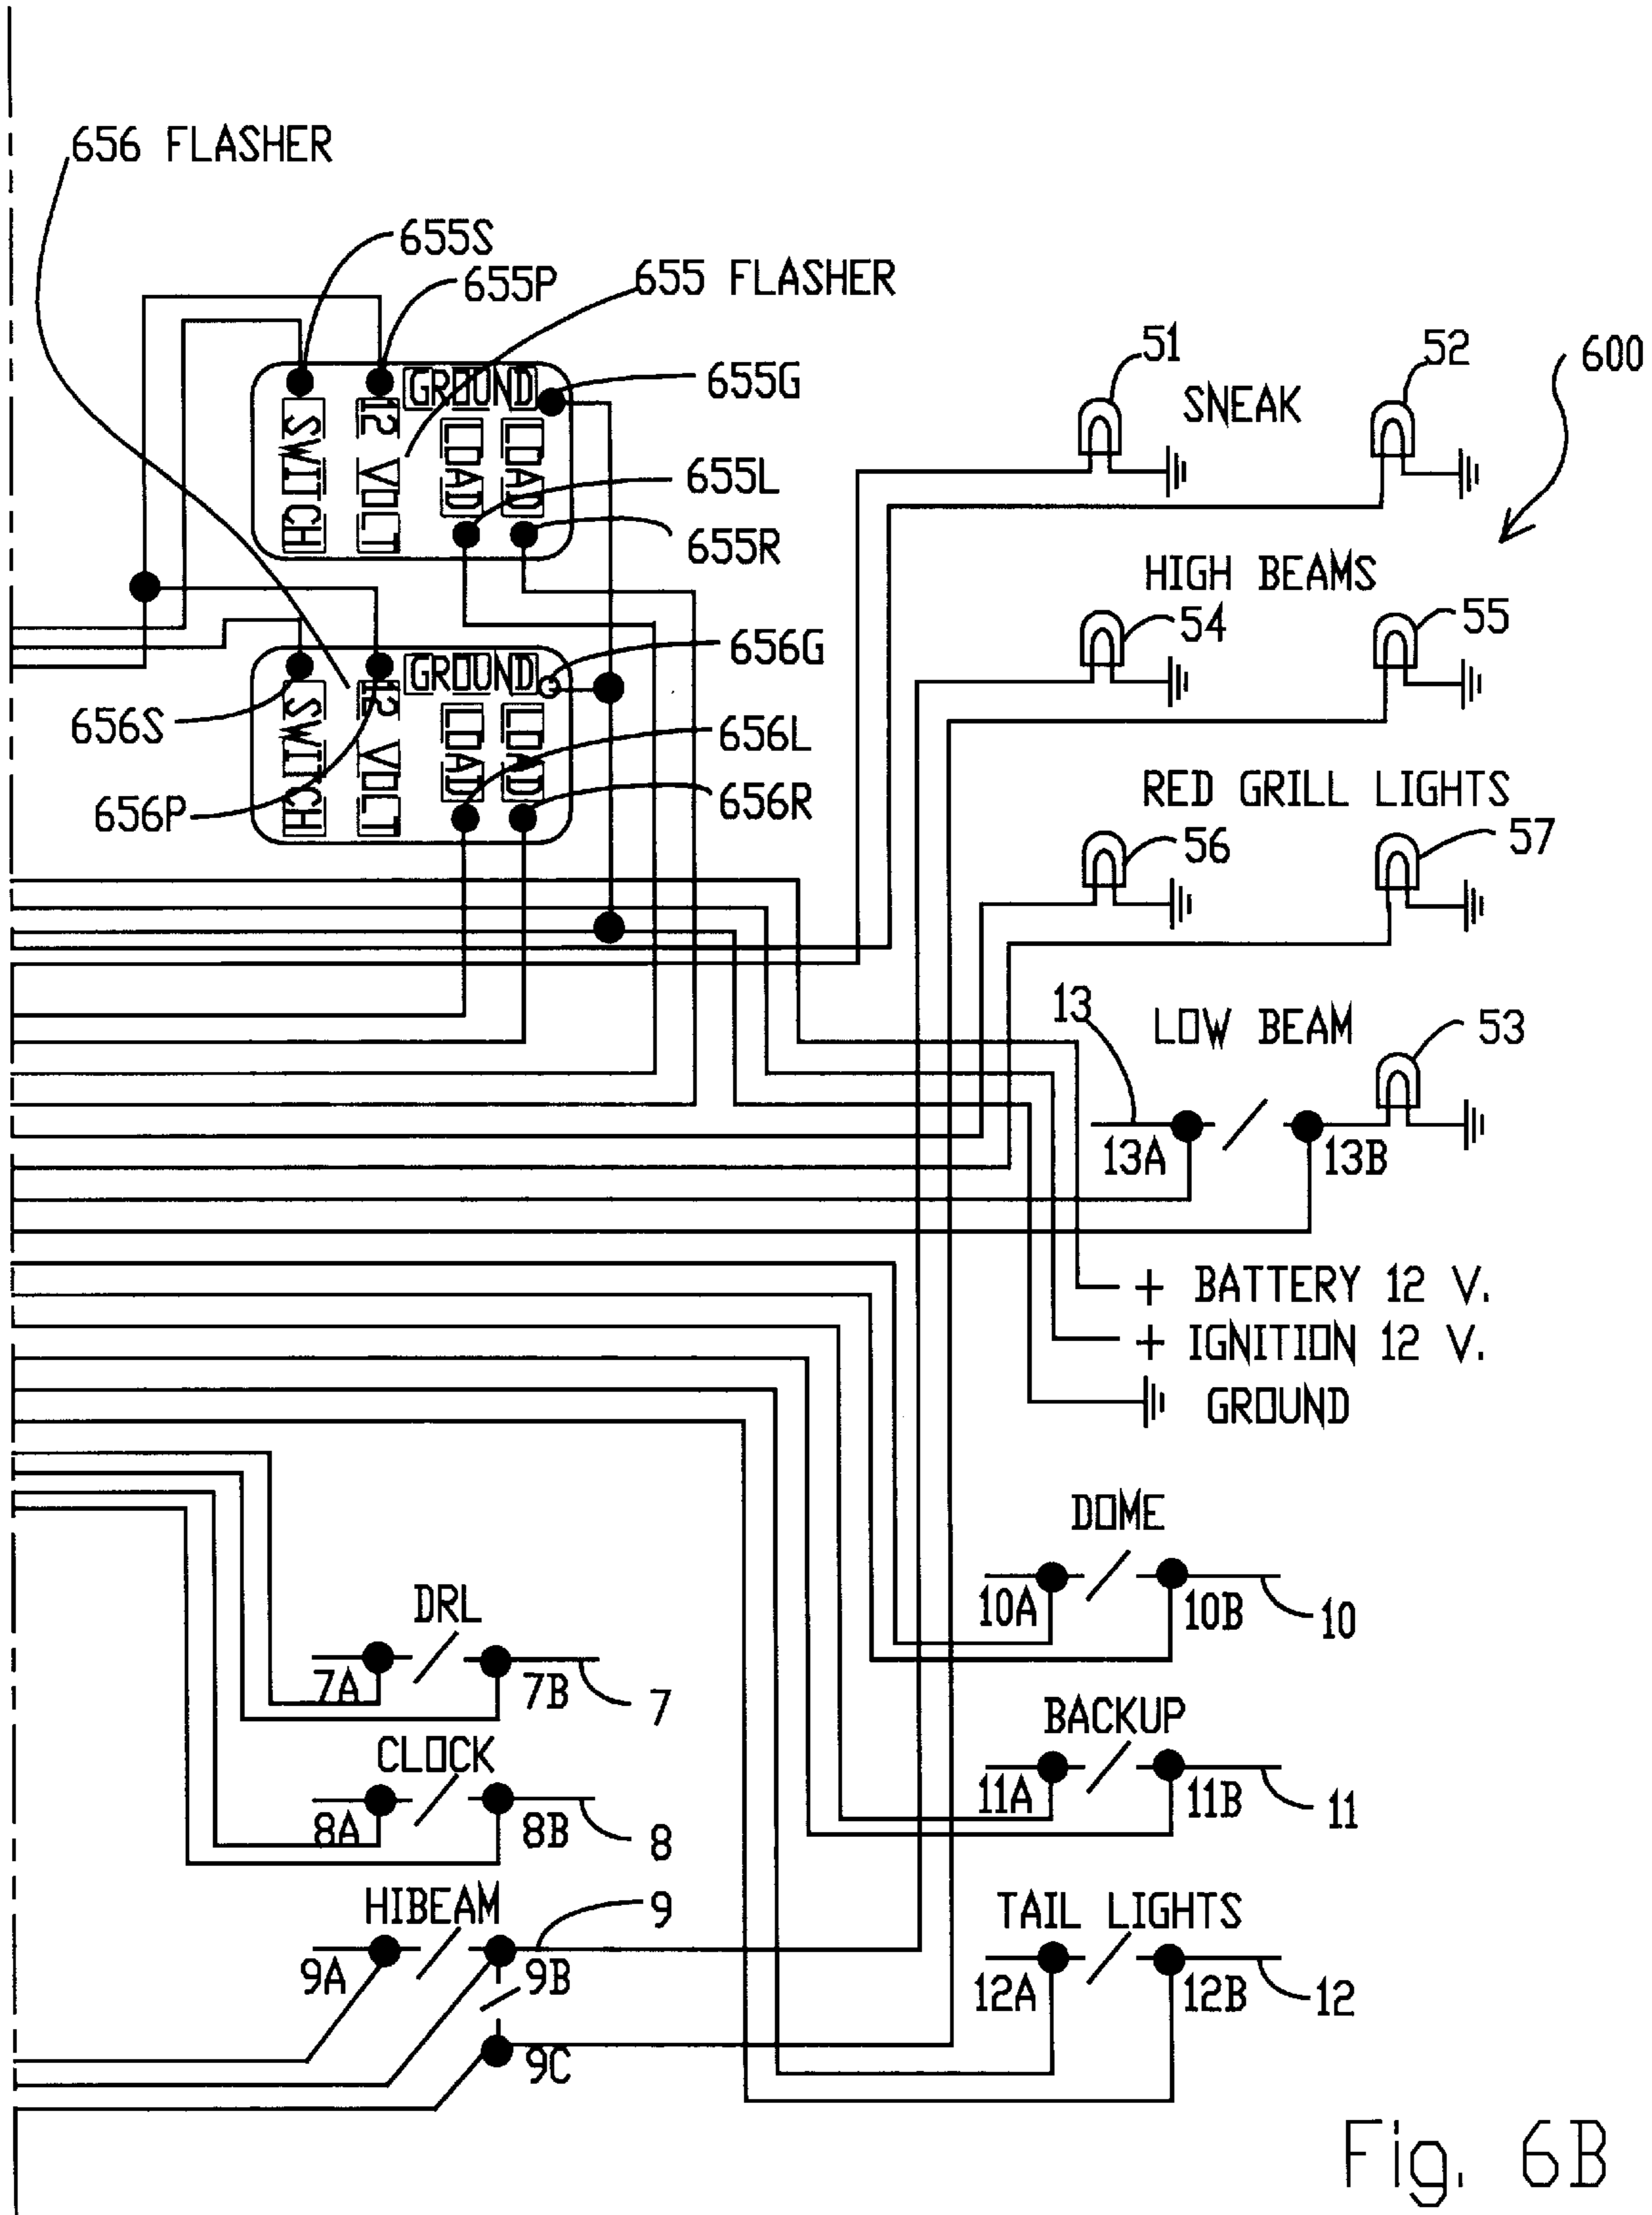 656 FLASHER
655S
655P
655 FLASHER
655G
GROUND
SWITCH
12 VOLT
LOAD
LOAD
655L
655R
51
SNEAK
52
600
HIGH BEAMS
54
55
656G
GROUND
SWITCH
12 VOLT
LOAD
LOAD
656S
656P
656L
656R
RED GRILL LIGHTS
56
57
13
LOW BEAM
53
13A
13B
+ BATTERY 12 V.
+ IGNITION 12 V.
GROUND
DOME
10A
10B
10
DRL
7A
7B
7
BACKUP
11A
11B
11
CLOCK
8A
8B
8
HIBEAM
9
9A
9B
9C
TAIL LIGHTS
12A
12B
12
Fig. 6B